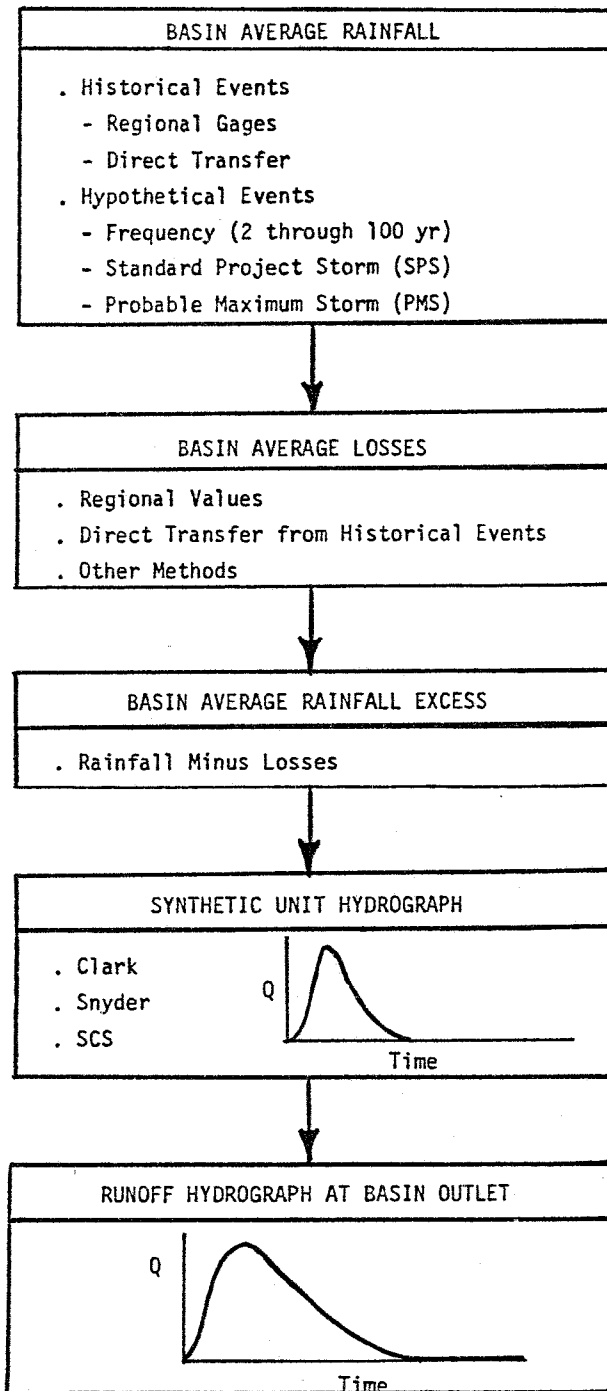 BASIN AVERAGE RAINFALL
. Historical Events
- Regional Gages
- Direct Transfer
. Hypothetical Events
- Frequency (2 through 100 yr)
- Standard Project Storm (SPS)
- Probable Maximum Storm (PMS)
BASIN AVERAGE LOSSES
. Regional Values
. Direct Transfer from Historical Events
. Other Methods
BASIN AVERAGE RAINFALL EXCESS
. Rainfall Minus Losses
SYNTHETIC UNIT HYDROGRAPH
. Clark
. Snyder
. SCS
Q
Time
RUNOFF HYDROGRAPH AT BASIN OUTLET
Q
Time